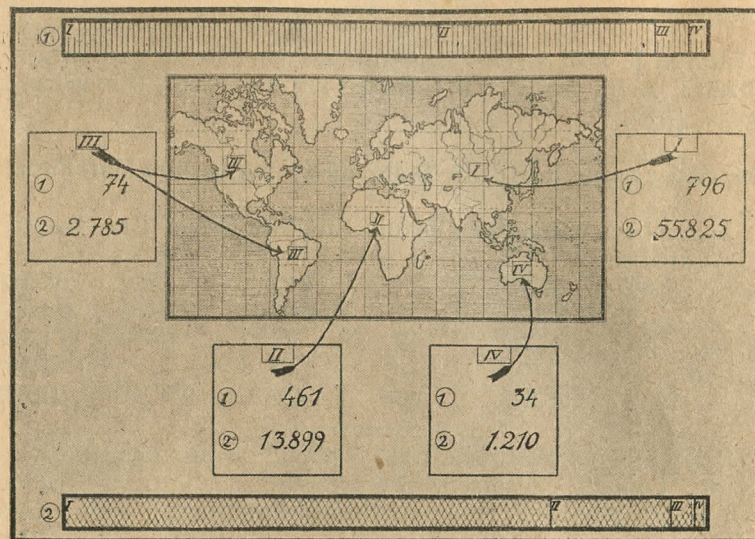 ① I II III IV
III
① 74
② 2.785
I
① 796
② 55.825
III
I
II
III
IV
II
① 461
② 13.899
IV
① 34
② 1.210
② I II III IV